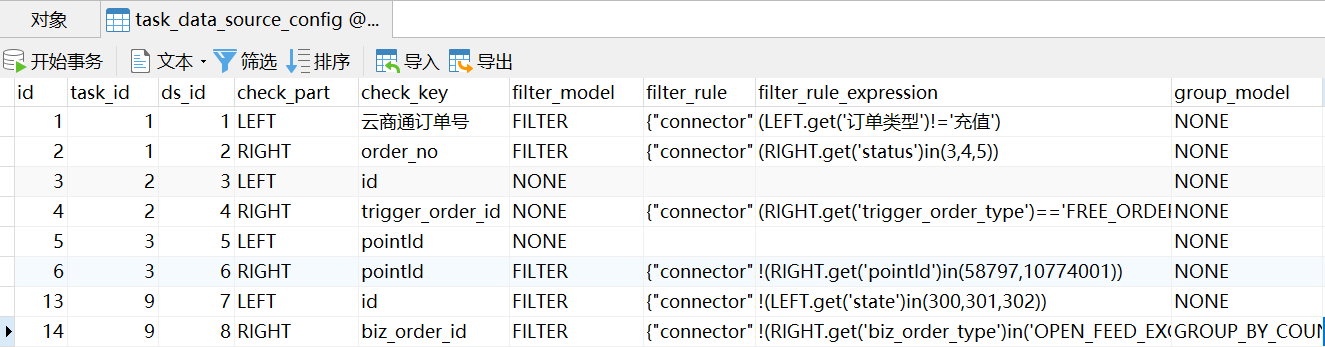 对象 task_data_source_config @...
开始事务 文本 筛选 排序 导入 导出
id task_id ds_id check_part check_key filter_model filter_rule filter_rule_expression group_model
1 1 1 LEFT 云商通订单号 FILTER {"connector" (LEFT.get('订单类型')!='充值') NONE
2 1 2 RIGHT order_no FILTER {"connector" (RIGHT.get('status')in(3,4,5)) NONE
3 2 3 LEFT id NONE NONE
4 2 4 RIGHT trigger_order_id NONE {"connector" (RIGHT.get('trigger_order_type')=='FREE_ORDER NONE
5 3 5 LEFT pointId NONE NONE
6 3 6 RIGHT pointId FILTER {"connector" !(RIGHT.get('pointId')in(58797,10774001)) NONE
13 9 7 LEFT id FILTER {"connector" !(LEFT.get('state')in(300,301,302)) NONE
14 9 8 RIGHT biz_order_id FILTER {"connector" !(RIGHT.get('biz_order_type')in('OPEN_FEED_EXC GROUP_BY_COUN